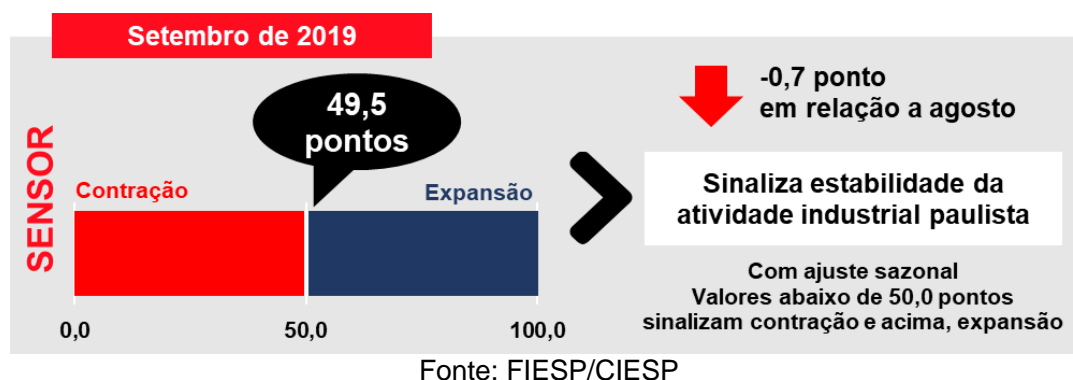 Setembro de 2019
SENSOR
49,5
pontos
Contração
Expansão
0,0
50,0
100,0
-0,7 ponto
em relação a agosto
Sinaliza estabilidade da
atividade industrial paulista
Com ajuste sazonal
Valores abaixo de 50,0 pontos
sinalizam contração e acima, expansão
Fonte: FIESP/CIESP